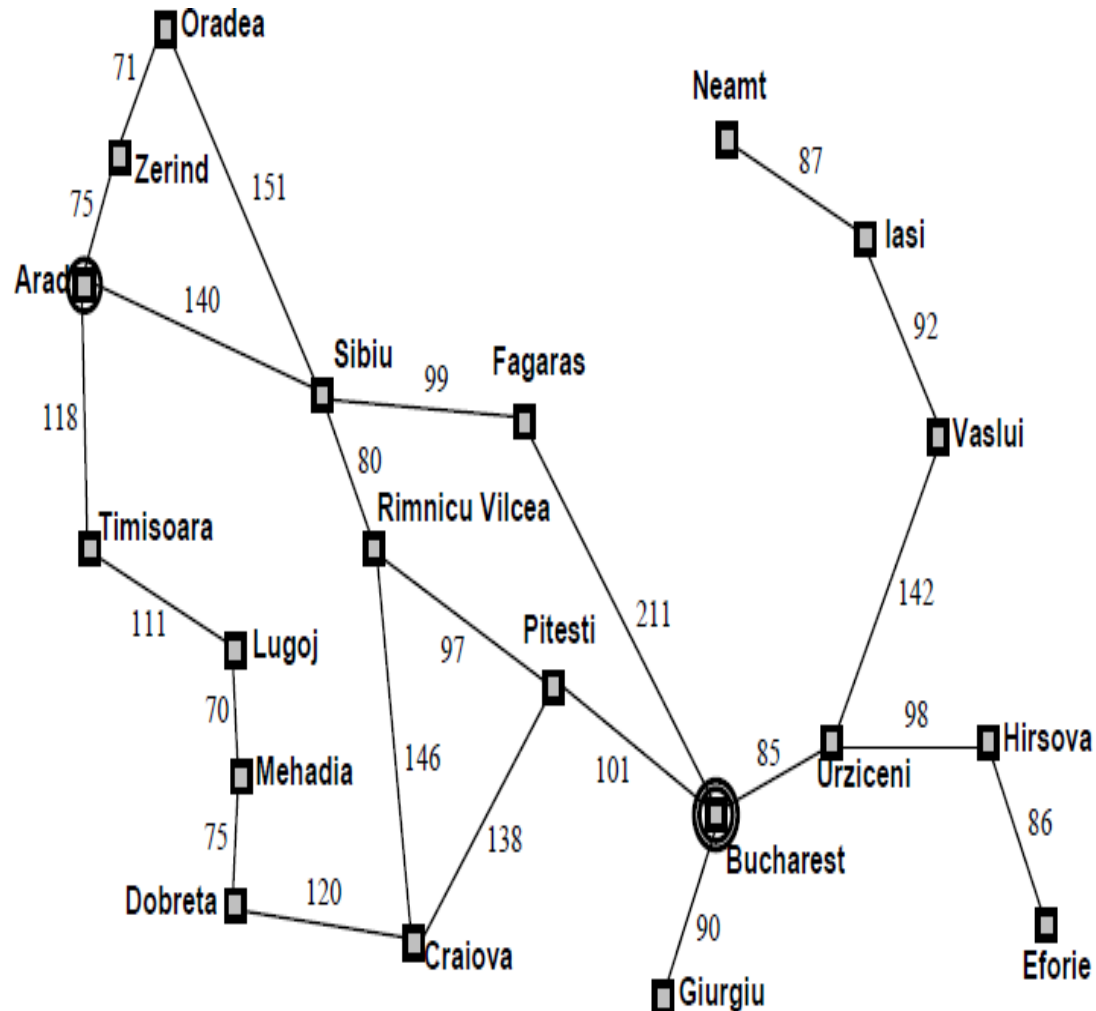 Oradea
71
Neamt
87
Zerind
151
75
Iasi
Arad
140
92
Sibiu
Fagaras
99
118
Vaslui
80
Rimnicu Vilcea
Timisoara
142
211
111
Pitesti
Lugoj
97
70
98
Hirsova
146
85
Urziceni
Mehadia
101
86
75
138
Bucharest
120
Dobreta
90
Craiova
Eforie
Giurgiu